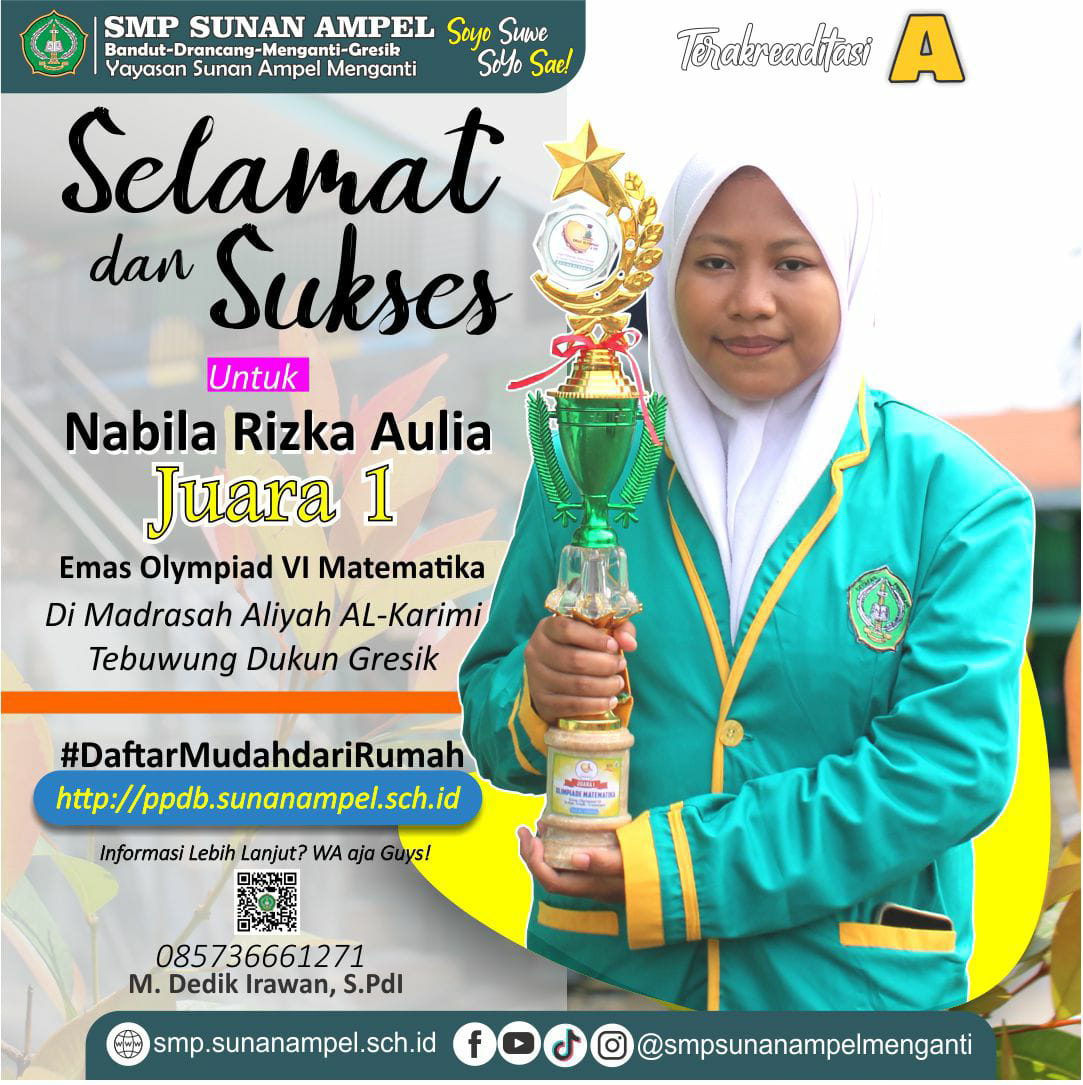 SMP SUNAN AMPEL
Bandut-Drancang-Menganti-Gresik
Yayasan Sunan Ampel Menganti
Soyo Suwe
SoYo Sae!
Terakreaditasi A
Selamat
dan Sukses
Untuk
Nabila Rizka Aulia
Juara 1
Emas Olympiad VI Matematika
Di Madrasah Aliyah AL-Karimi
Tebuwung Dukun Gresik
JUARA 1
OLIMPIADE MATEMATIKA
#DaftarMudahdariRumah
http://ppdb.sunanampel.sch.id
Informasi Lebih Lanjut? WA aja Guys!
085736661271
M. Dedik Irawan, S.PdI
smp.sunanampel.sch.id
@smpsunanampelmenganti